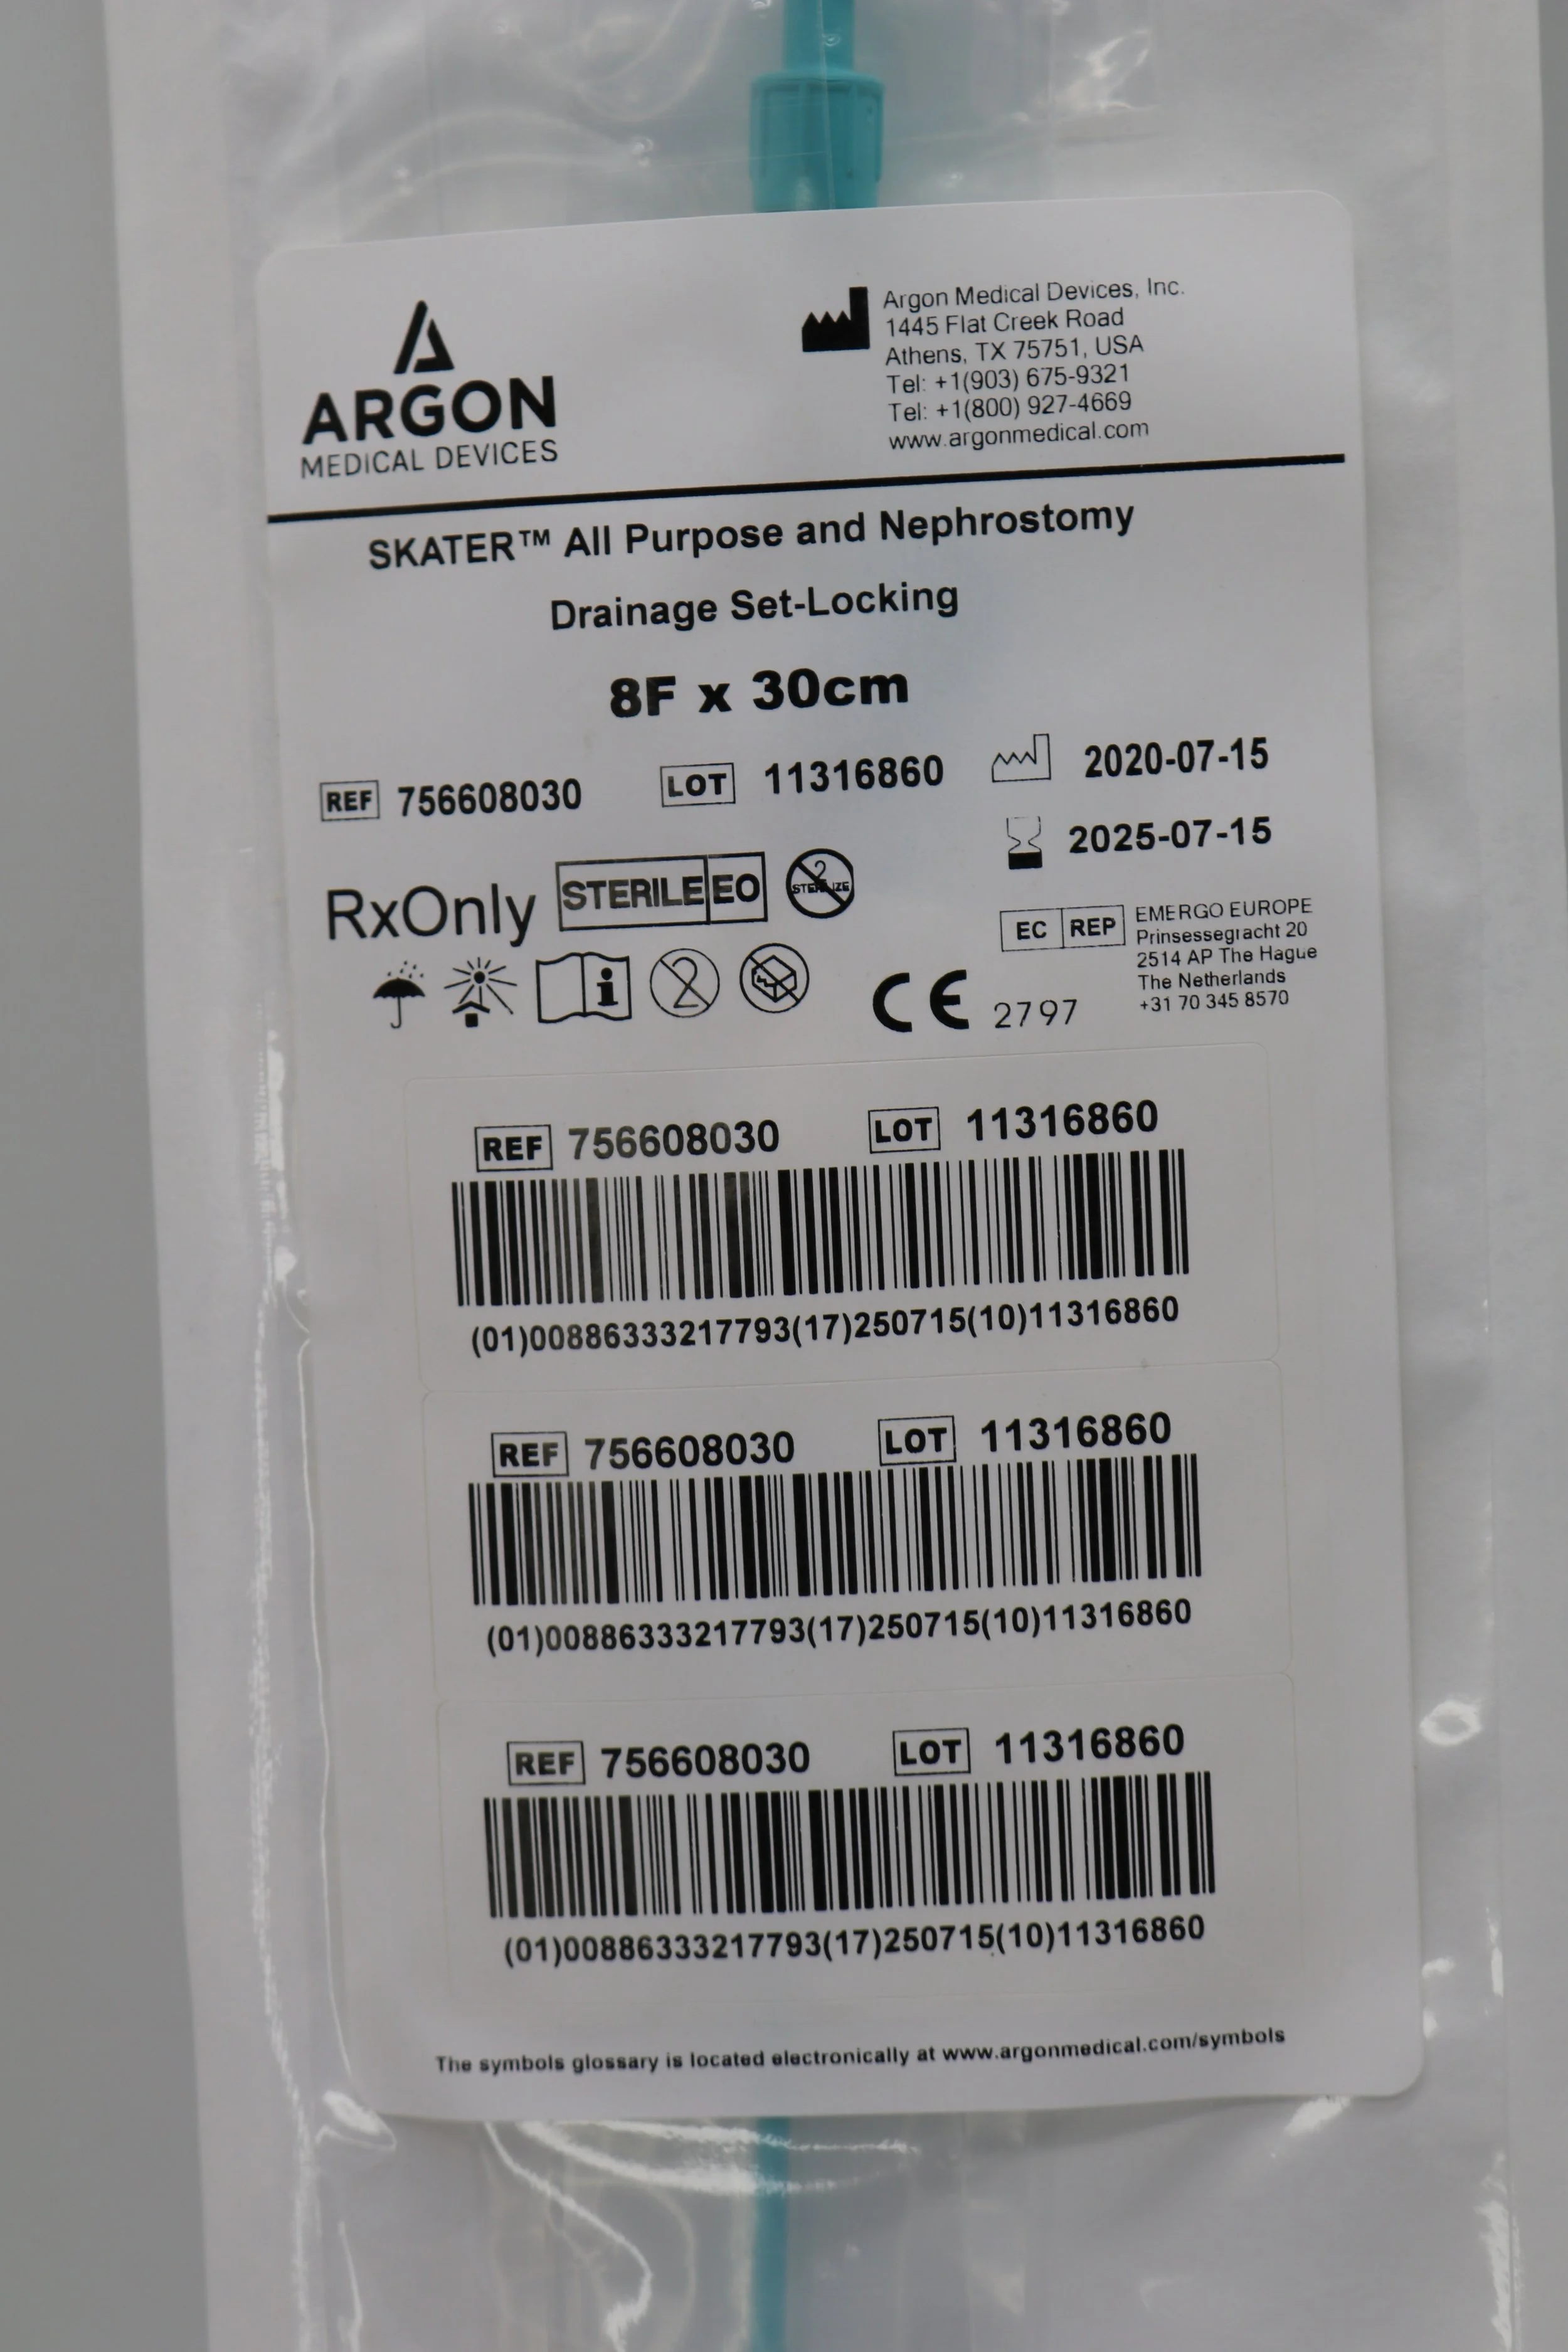 ARGON
MEDICAL DEVICES
Argon Medical Devices, Inc.
1445 Flat Creek Road
Athens, TX 75751, USA
Tel: +1(903) 675-9321
Tel: +1(800) 927-4669
www.argonmedical.com
SKATER™ All Purpose and Nephrostomy
Drainage Set-Locking
8F x 30cm
REF 756608030 LOT 11316860 2020-07-15
2025-07-15
RxOnly STERILE EO 2 STERILIZE
EC REP EMERGO EUROPE
Prinsessegracht 20
2514 AP The Hague
The Netherlands
+31 70 345 8570
i 2 CE 2797
REF 756608030 LOT 11316860
(01)00886333217793(17)250715(10)11316860
REF 756608030 LOT 11316860
(01)00886333217793(17)250715(10)11316860
REF 756608030 LOT 11316860
(01)00886333217793(17)250715(10)11316860
The symbols glossary is located electronically at www.argonmedical.com/symbols